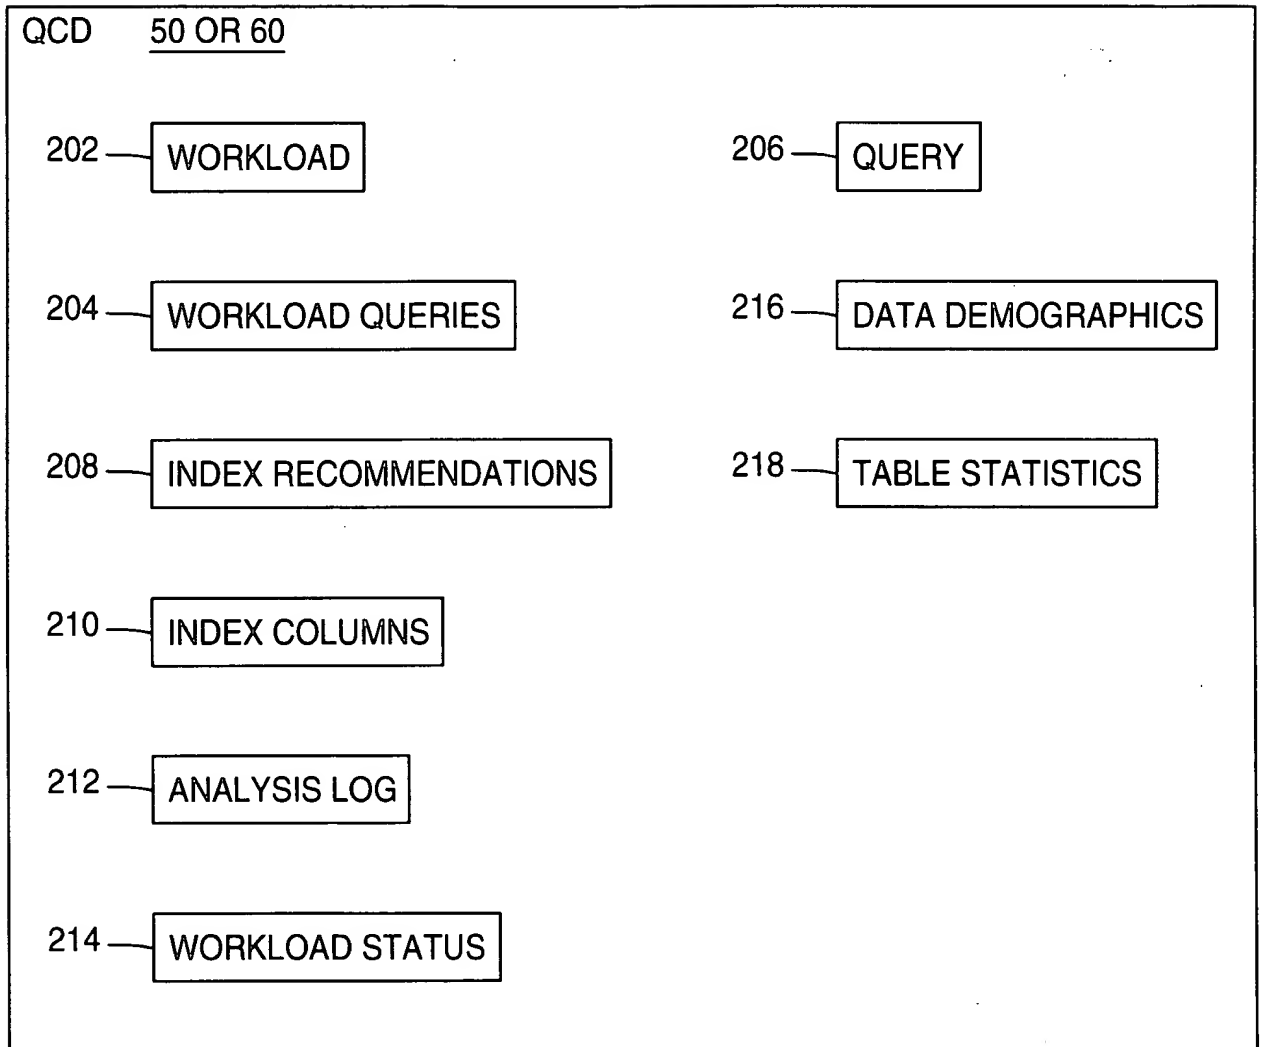 QCD 50 OR 60
202 WORKLOAD
206 QUERY
204 WORKLOAD QUERIES
216 DATA DEMOGRAPHICS
208 INDEX RECOMMENDATIONS
218 TABLE STATISTICS
210 INDEX COLUMNS
212 ANALYSIS LOG
214 WORKLOAD STATUS